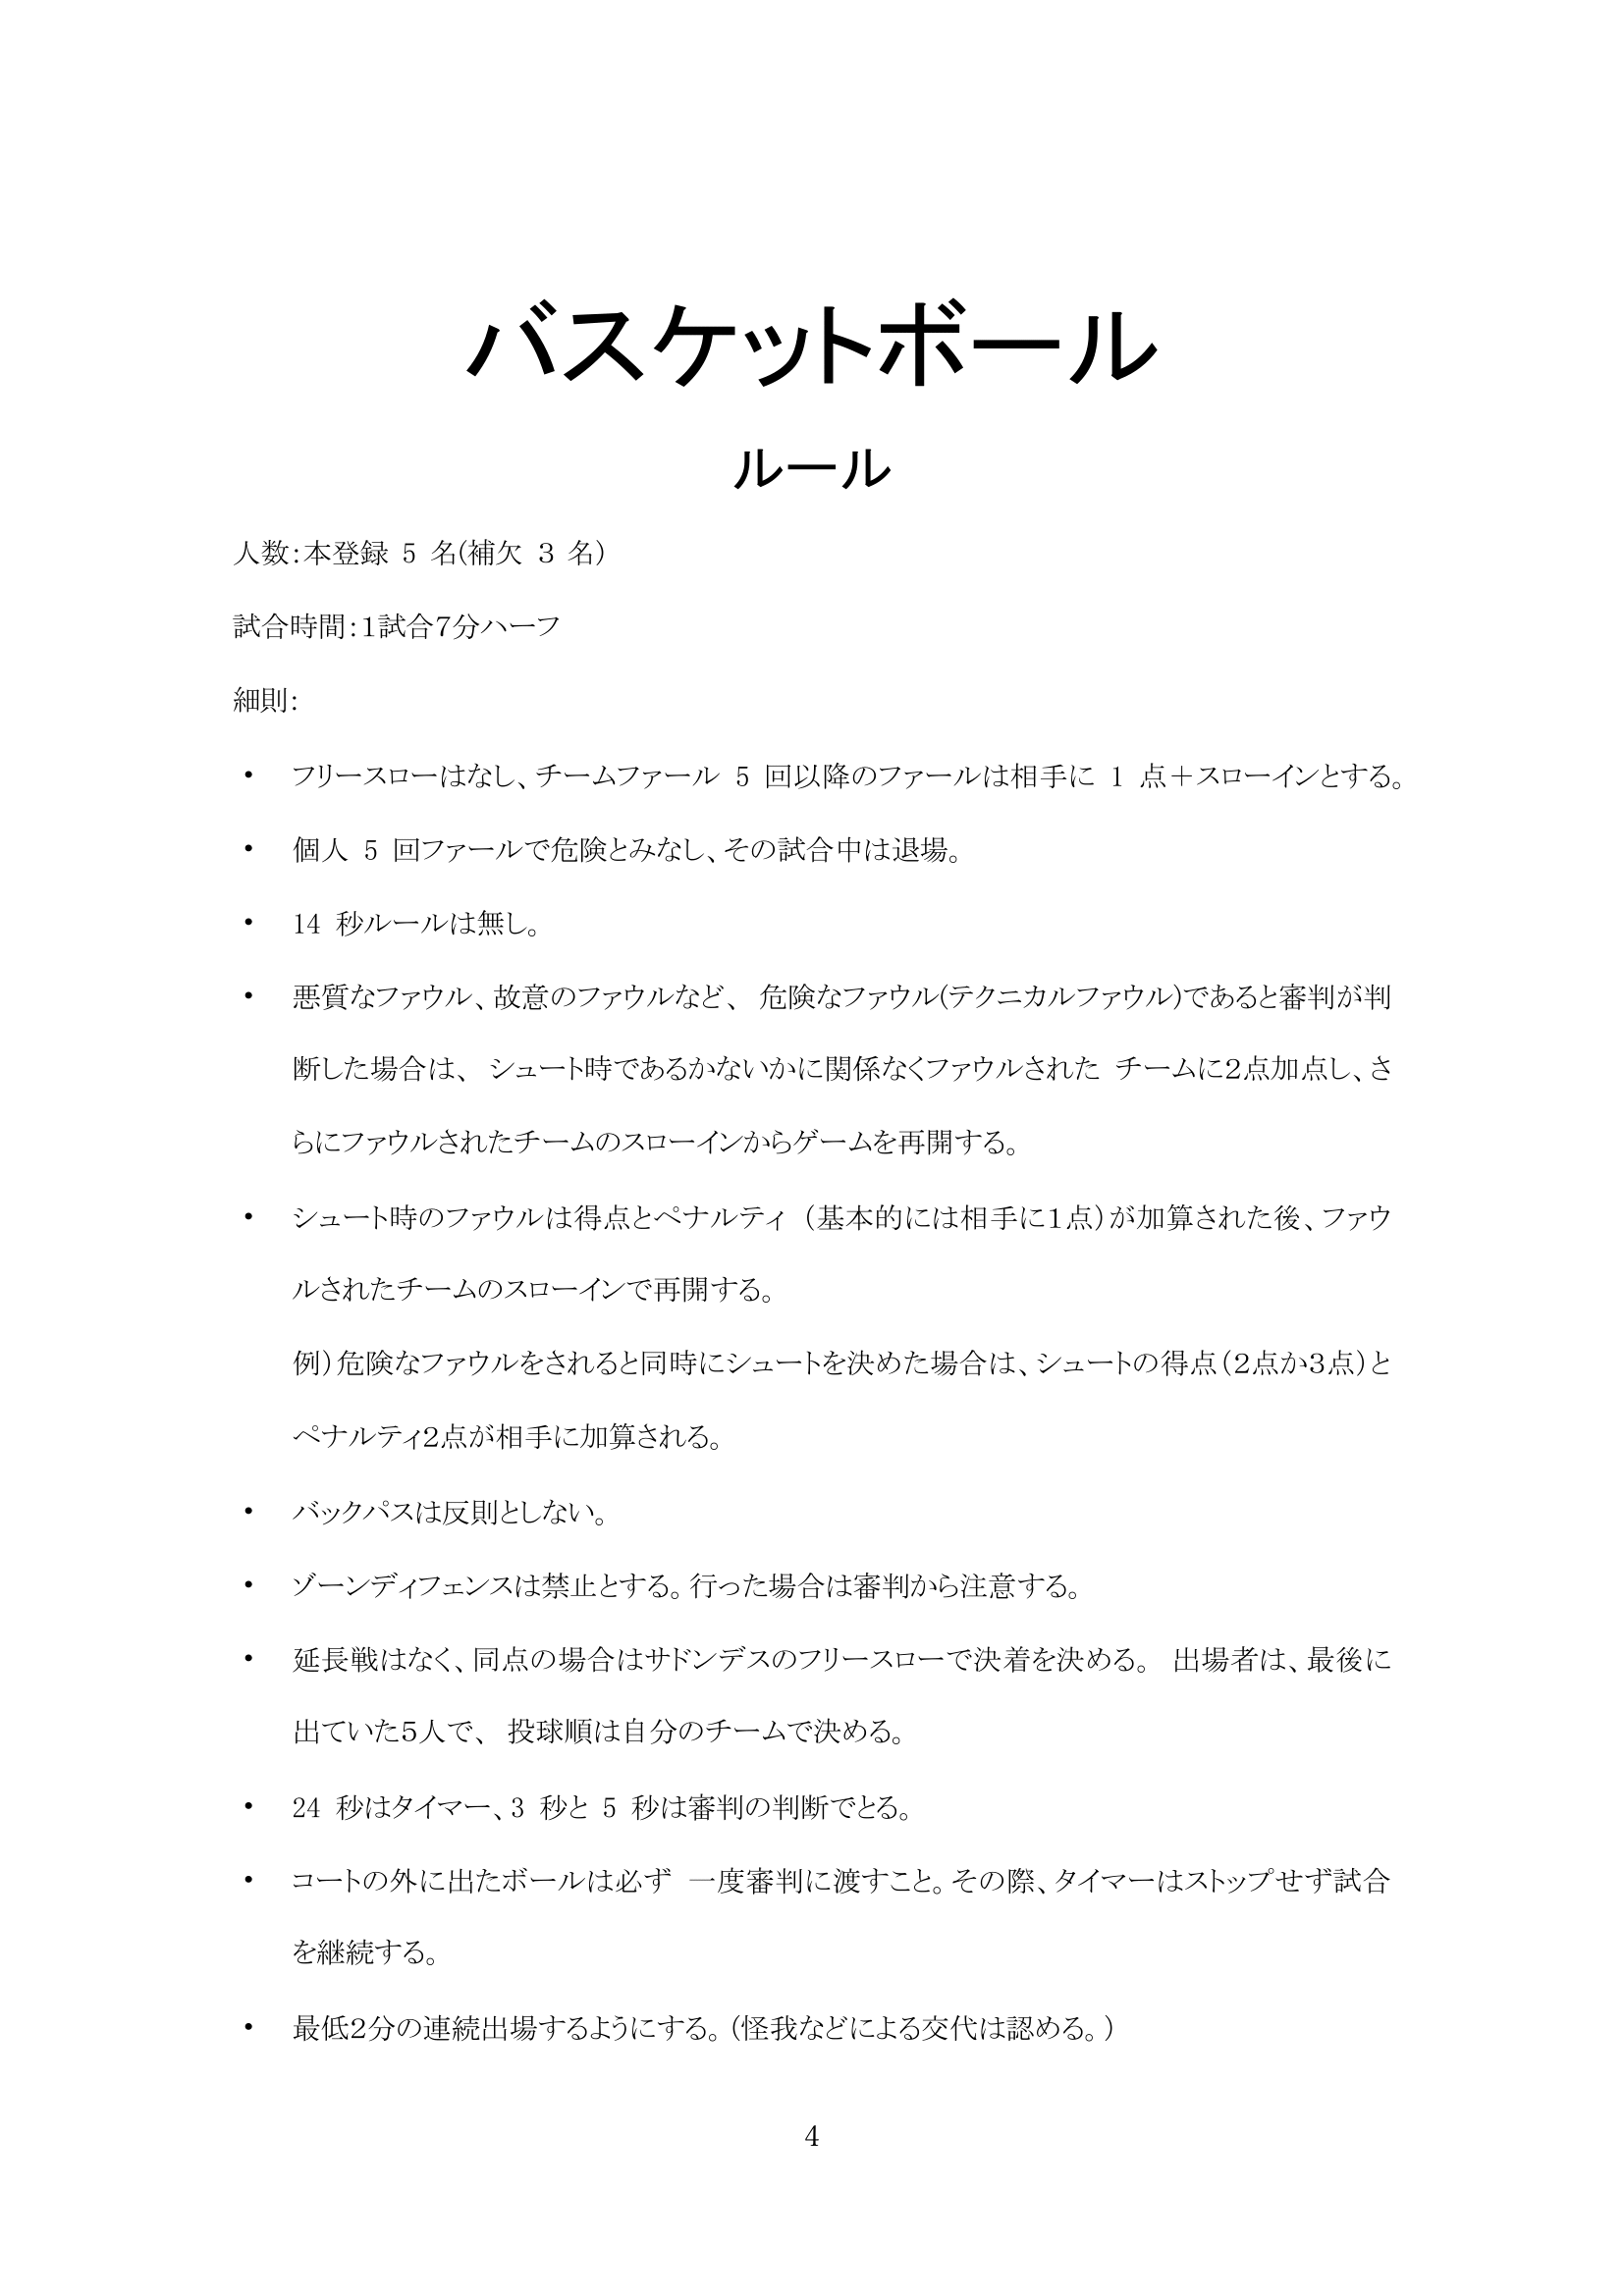 バスケットボール
ルール
人数:本登録 5 名(補欠 3 名)
試合時間:1試合7分ハーフ
細則:
・ フリースローはなし、チームファール 5 回以降のファールは相手に 1 点+スローインとする。
・ 個人 5 回ファールで危険とみなし、その試合中は退場。
・ 14 秒ルールは無し。
・ 悪質なファウル、故意のファウルなど、 危険なファウル(テクニカルファウル)であると審判が判
断した場合は、 シュート時であるかないかに関係なくファウルされた チームに2点加点し、さ
らにファウルされたチームのスローインからゲームを再開する。
・ シュート時のファウルは得点とペナルティ (基本的には相手に1点)が加算された後、ファウ
ルされたチームのスローインで再開する。
例)危険なファウルをされると同時にシュートを決めた場合は、シュートの得点(2点か3点)と
ペナルティ2点が相手に加算される。
・ バックパスは反則としない。
・ ゾーンディフェンスは禁止とする。行った場合は審判から注意する。
・ 延長戦はなく、同点の場合はサドンデスのフリースローで決着を決める。 出場者は、最後に
出ていた5人で、 投球順は自分のチームで決める。
・ 24 秒はタイマー、3 秒と 5 秒は審判の判断でとる。
・ コートの外に出たボールは必ず 一度審判に渡すこと。その際、タイマーはストップせず試合
を継続する。
・ 最低2分の連続出場するようにする。(怪我などによる交代は認める。)
4